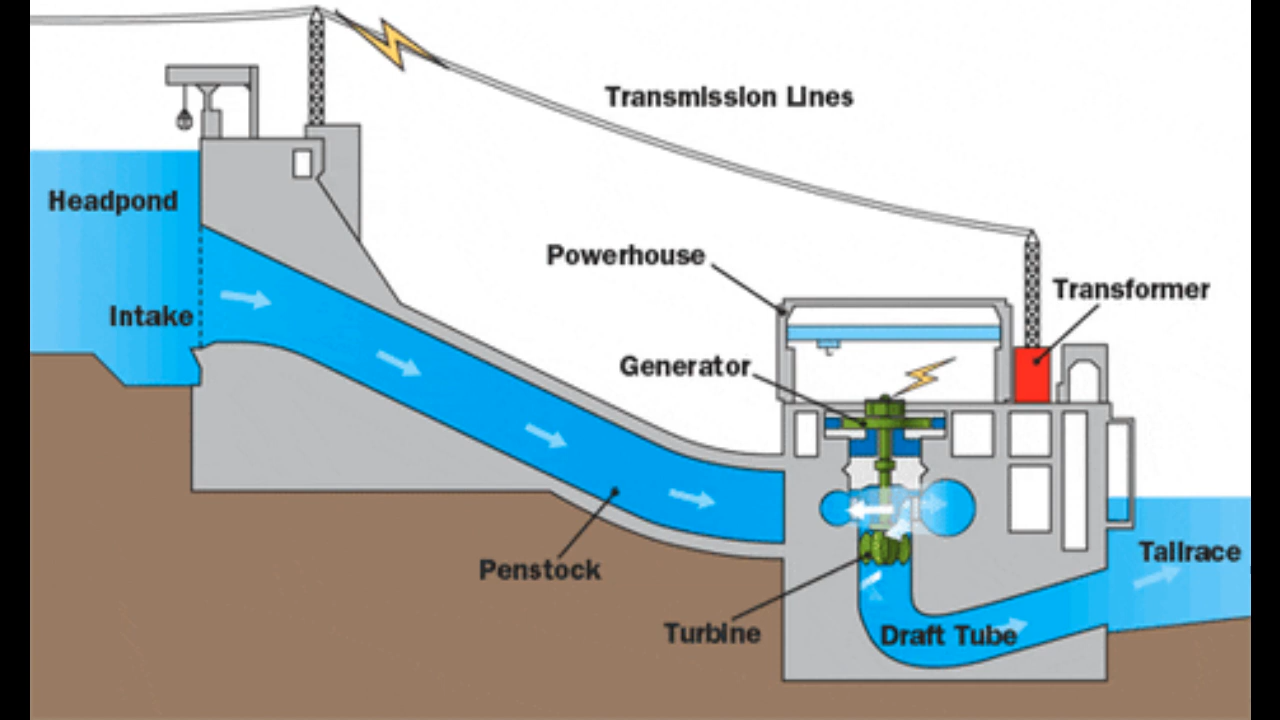 Transmission Lines
Headpond
Powerhouse
Transformer
Intake
Generator
Tailrace
Penstock
Turbine
Draft Tube